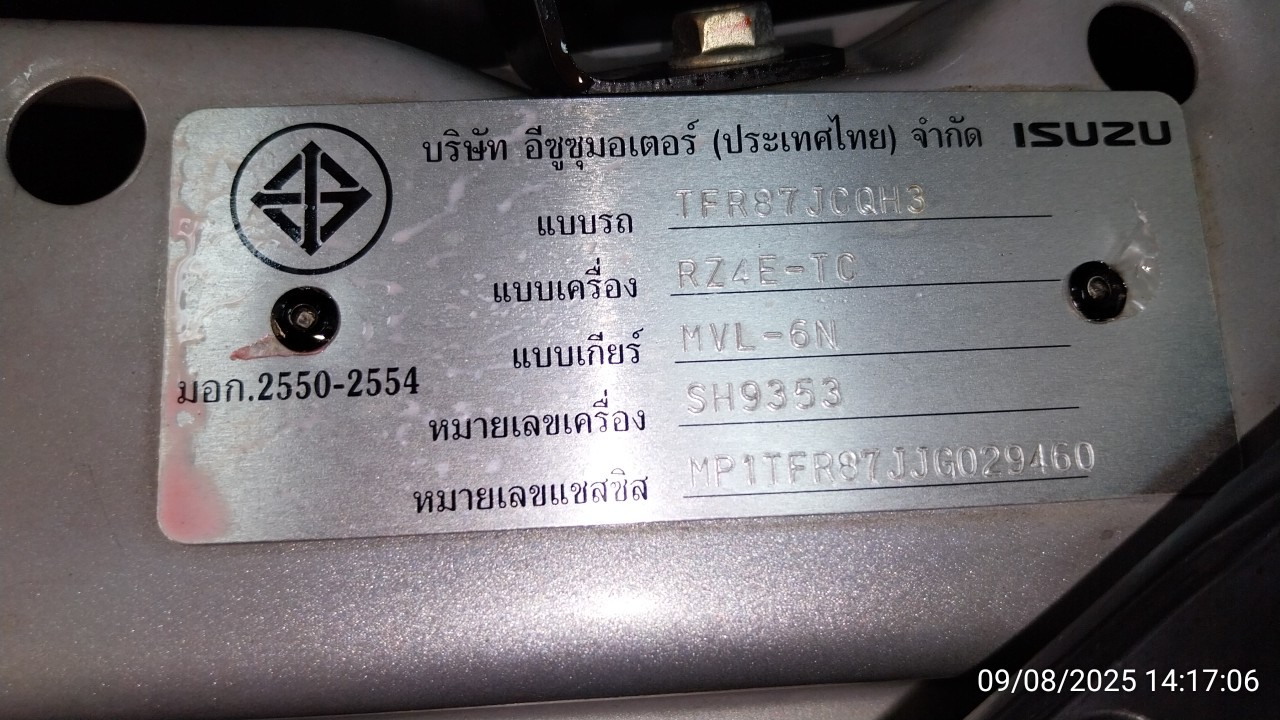 บริษัท อีซูซุมอเตอร์ (ประเทศไทย) จำกัด ISUZU
แบบรถ TFR87JCQH3
แบบเครื่อง RZ4E-TC
แบบเกียร์ MVL-6N
มอก.2550-2554
หมายเลขเครื่อง SH9353
หมายเลขแชสซิส MP1TFR87JJG029460
09/08/2025 14:17:06